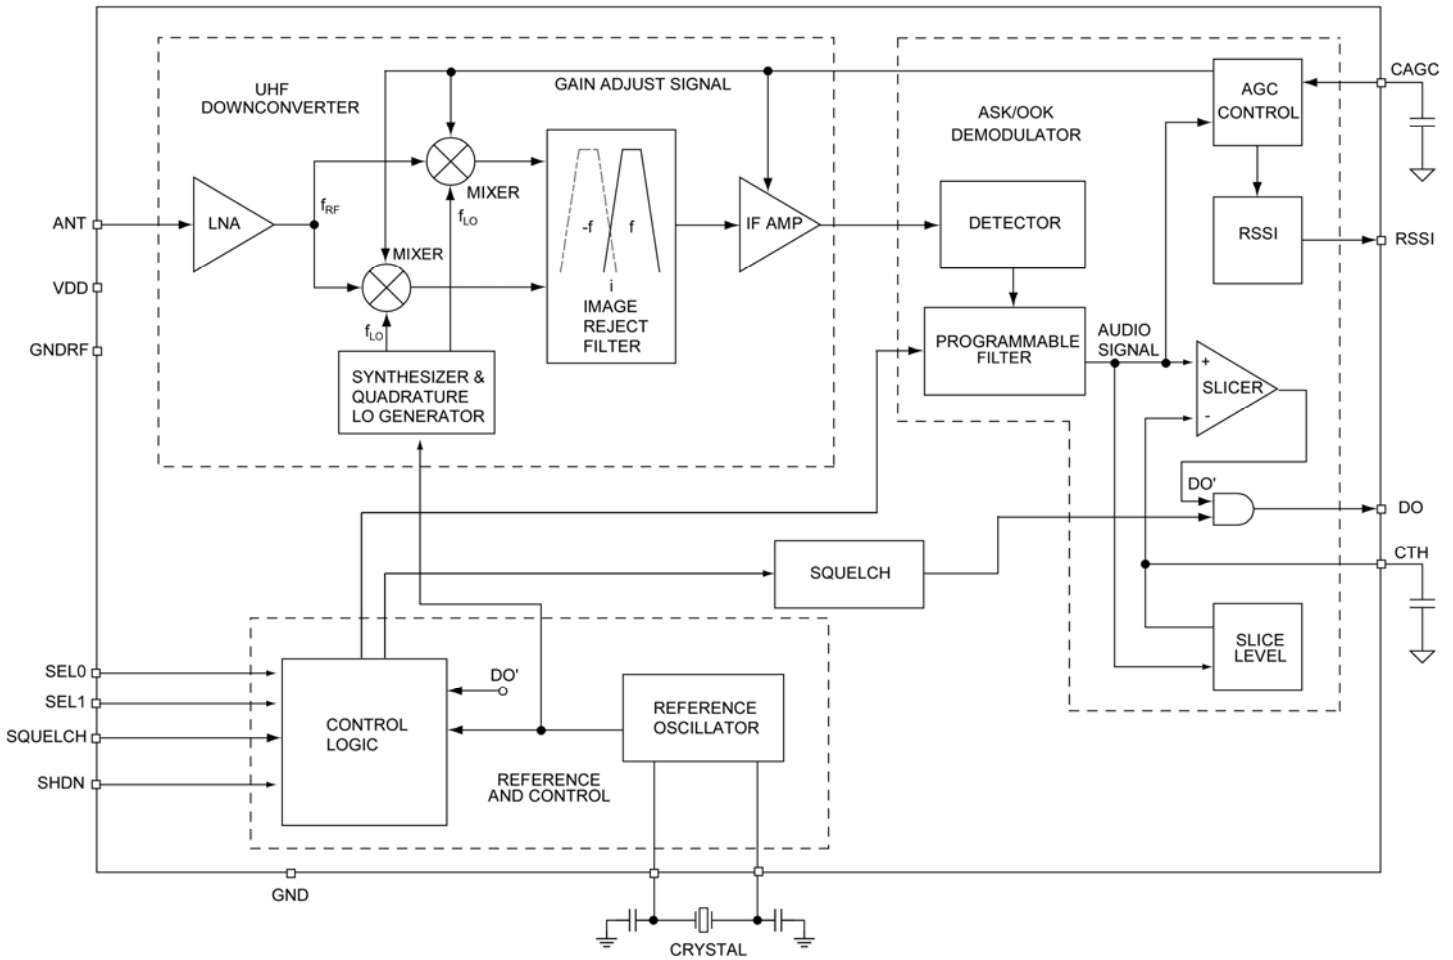 CAGC
GAIN ADJUST SIGNAL
UHF
DOWNCONVERTER
AGC
CONTROL
ASK/OOK
DEMODULATOR
MIXER
fRF
LNA
fLO
-f
f
IF AMP
DETECTOR
RSSI
RSSI
ANT
MIXER
VDD
i
IMAGE
REJECT
FILTER
fLO
GNDRF
PROGRAMMABLE
FILTER
AUDIO
SIGNAL
+
SLICER
-
SYNTHESIZER &
QUADRATURE
LO GENERATOR
DO'
DO
CTH
SQUELCH
SLICE
LEVEL
SEL0
SEL1
SQUELCH
SHDN
CONTROL
LOGIC
DO'
REFERENCE
OSCILLATOR
REFERENCE
AND CONTROL
GND
CRYSTAL